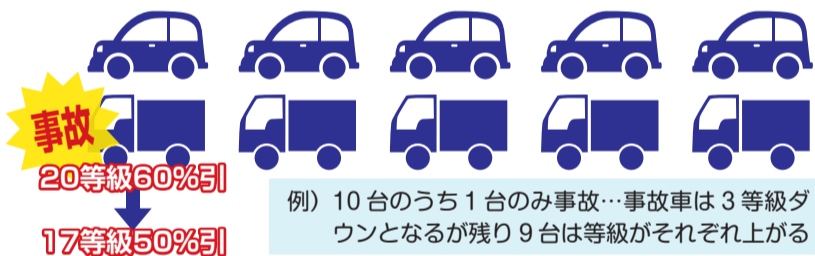 事故
20等級60%引
17等級50%引
例）10台のうち1台のみ事故…事故車は3等級ダ
ウンとなるが残り9台は等級がそれぞれ上がる